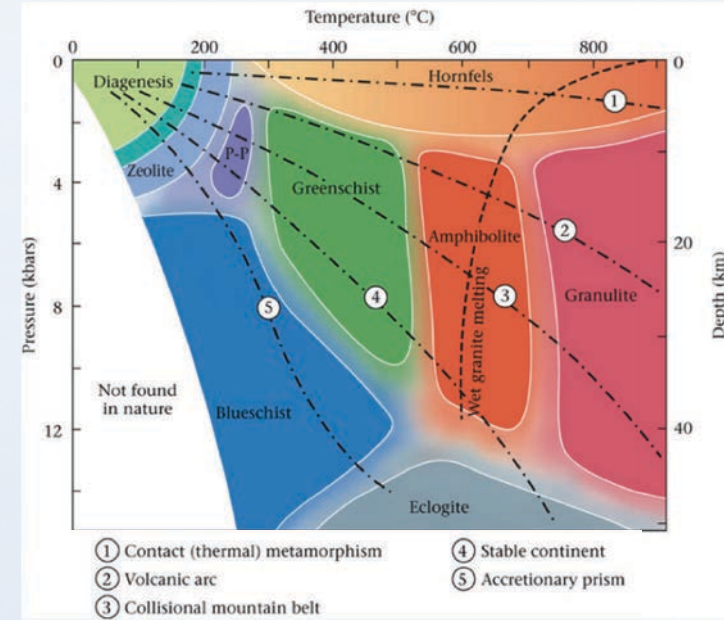 Temperature (°C)
0 200 400 600 800
0
4
8
12
Pressure (kbars)
0
20
40
Depth (km)
Diagenesis
Hornfels
1
Zeolite
P-P
Greenschist
Amphibolite
2
Granulite
3
4
5
Wet granite melting
Not found
in nature
Blueschist
Eclogite
1 Contact (thermal) metamorphism
2 Volcanic arc
3 Collisional mountain belt
4 Stable continent
5 Accretionary prism